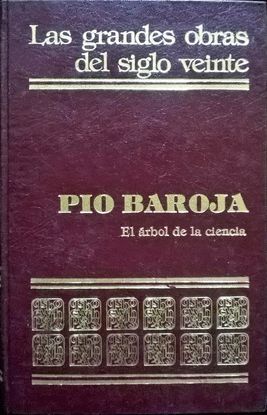 Las grandes obras
del siglo veinte
PIO BAROJA
El árbol de la ciencia